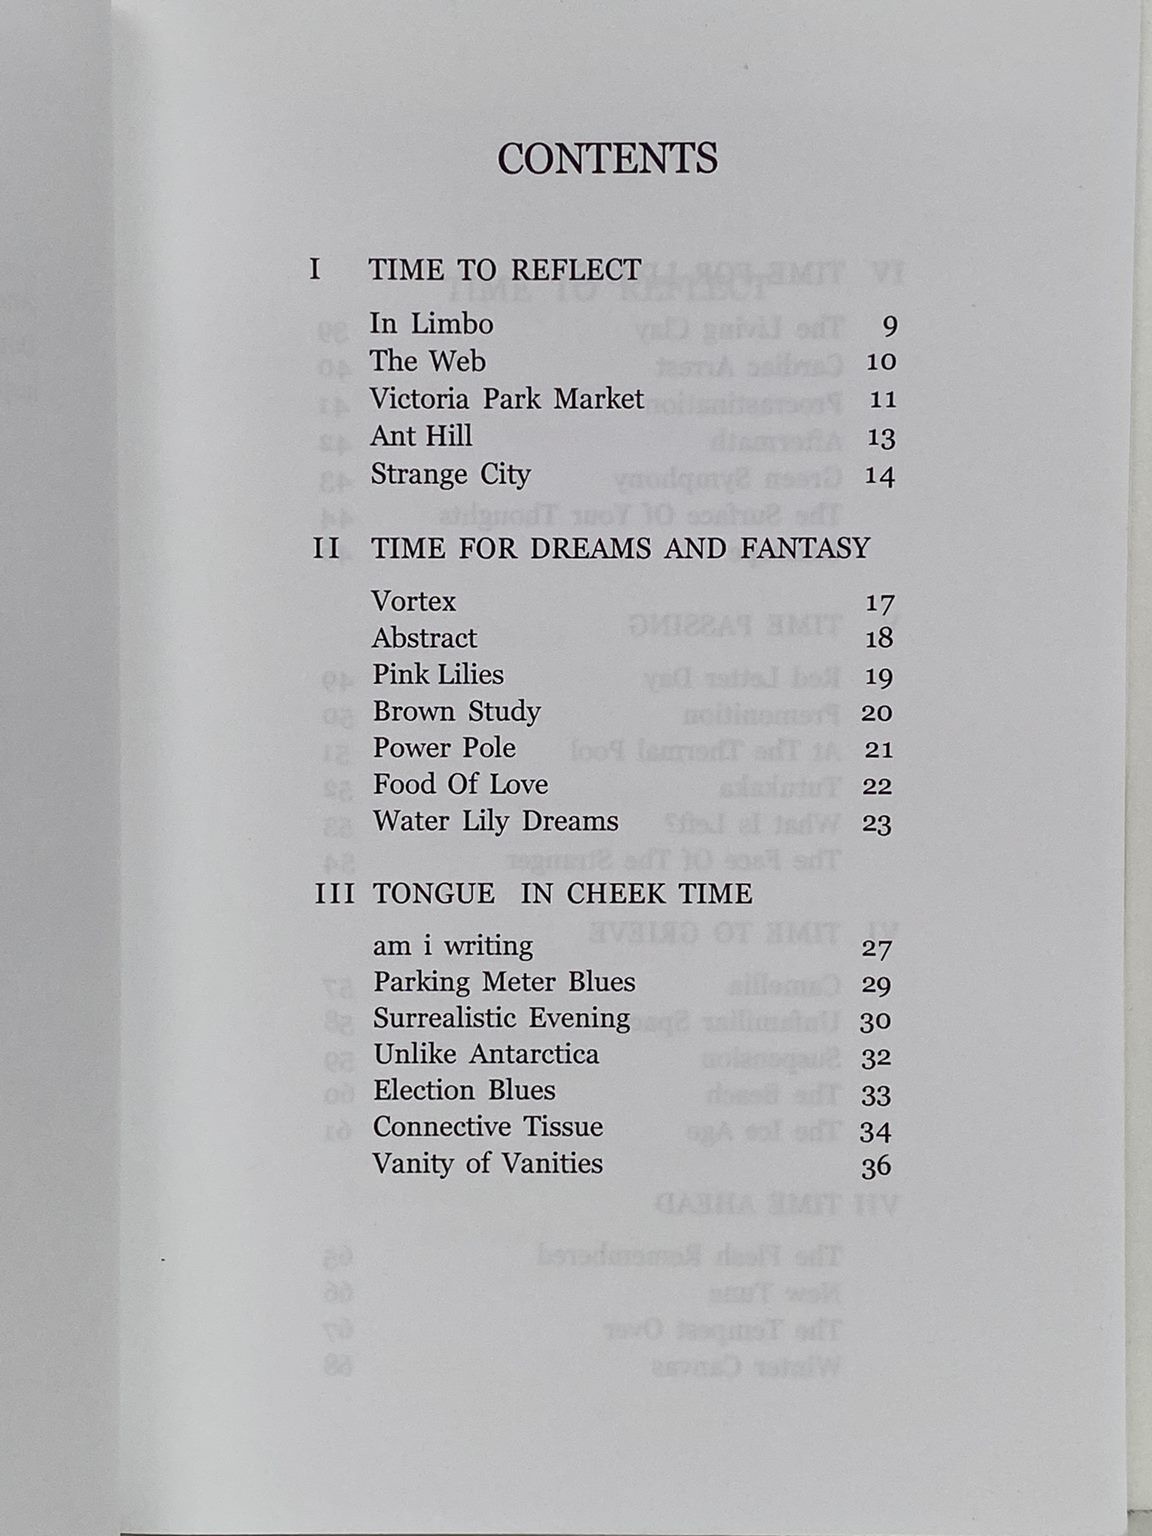 CONTENTS
I TIME TO REFLECT
In Limbo 9
The Web 10
Victoria Park Market 11
Ant Hill 13
Strange City 14
II TIME FOR DREAMS AND FANTASY
Vortex 17
Abstract 18
Pink Lilies 19
Brown Study 20
Power Pole 21
Food Of Love 22
Water Lily Dreams 23
III TONGUE IN CHEEK TIME
am i writing 27
Parking Meter Blues 29
Surrealistic Evening 30
Unlike Antarctica 32
Election Blues 33
Connective Tissue 34
Vanity of Vanities 36